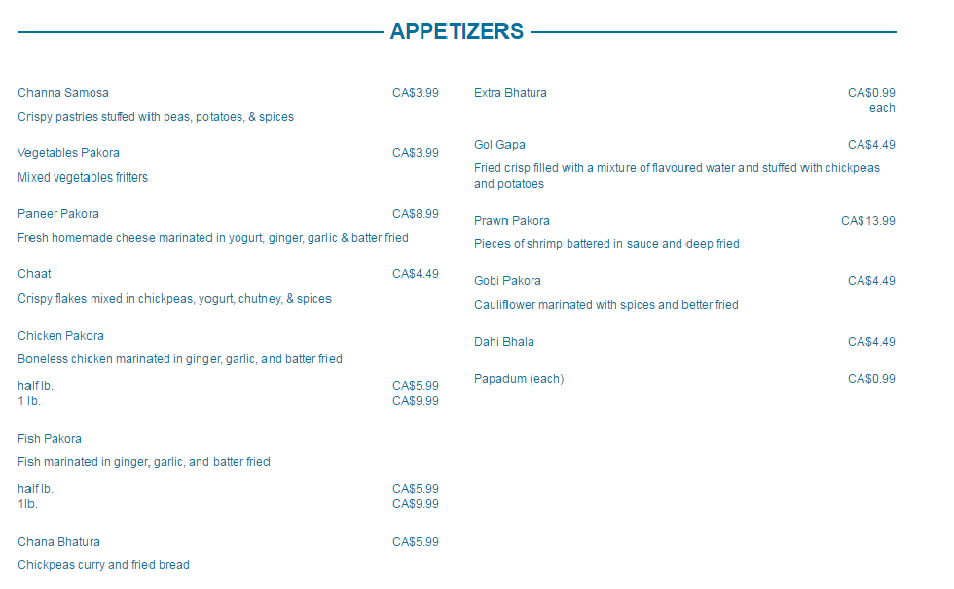 APPETIZERS
Channa Samosa CA$3.99
Crispy pastries stuffed with peas, potatoes, & spices
Vegetables Pakora CA$3.99
Mixed vegetables fritters
Paneer Pakora CA$8.99
Fresh homemade cheese marinated in yogurt, ginger, garlic & batter fried
Chaat CA$4.49
Crispy flakes mixed in chickpeas, yogurt, chutney, & spices
Chicken Pakora
Boneless chicken marinated in ginger, garlic, and batter fried
half lb. CA$5.99
1 lb. CA$9.99
Fish Pakora
Fish marinated in ginger, garlic, and batter fried
half lb. CA$5.99
1lb. CA$9.99
Chana Bhatura CA$5.99
Chickpeas curry and fried bread
Extra Bhatura CA$0.99
each
Gol Gapa CA$4.49
Fried crisp filled with a mixture of flavoured water and stuffed with chickpeas
and potatoes
Prawn Pakora CA$13.99
Pieces of shrimp battered in sauce and deep fried
Gobi Pakora CA$4.49
Cauliflower marinated with spices and better fried
Dahi Bhala CA$4.49
Papadum (each) CA$0.99